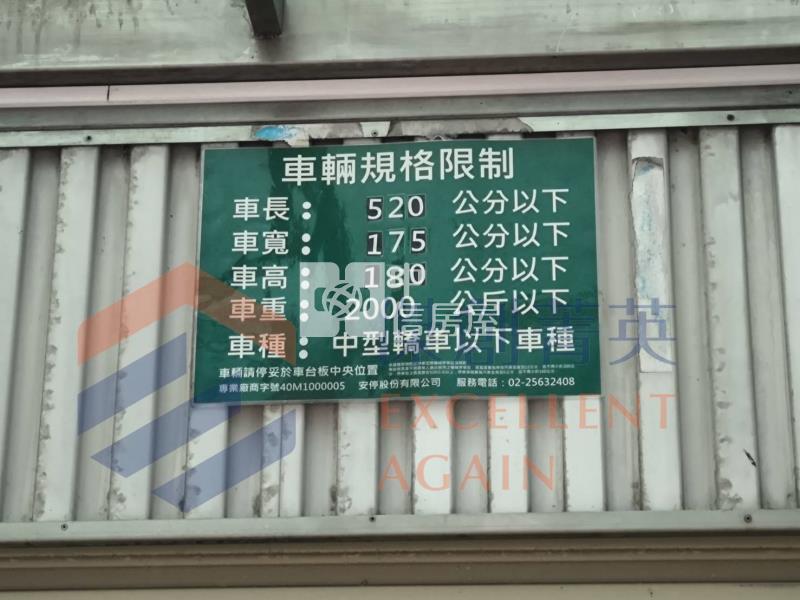 車輛規格限制
車長： 520 公分以下
車寬： 175 公分以下
車高： 180 公分以下
車重： 2000 公斤以下
車種： 中型轎車以下車種
車輛請停妥於車台板中央位置
專業廠商字號40M1000005 安停股份有限公司 服務電話：02-25632408
信房屋
菁英
EXCELLENT
AGAIN